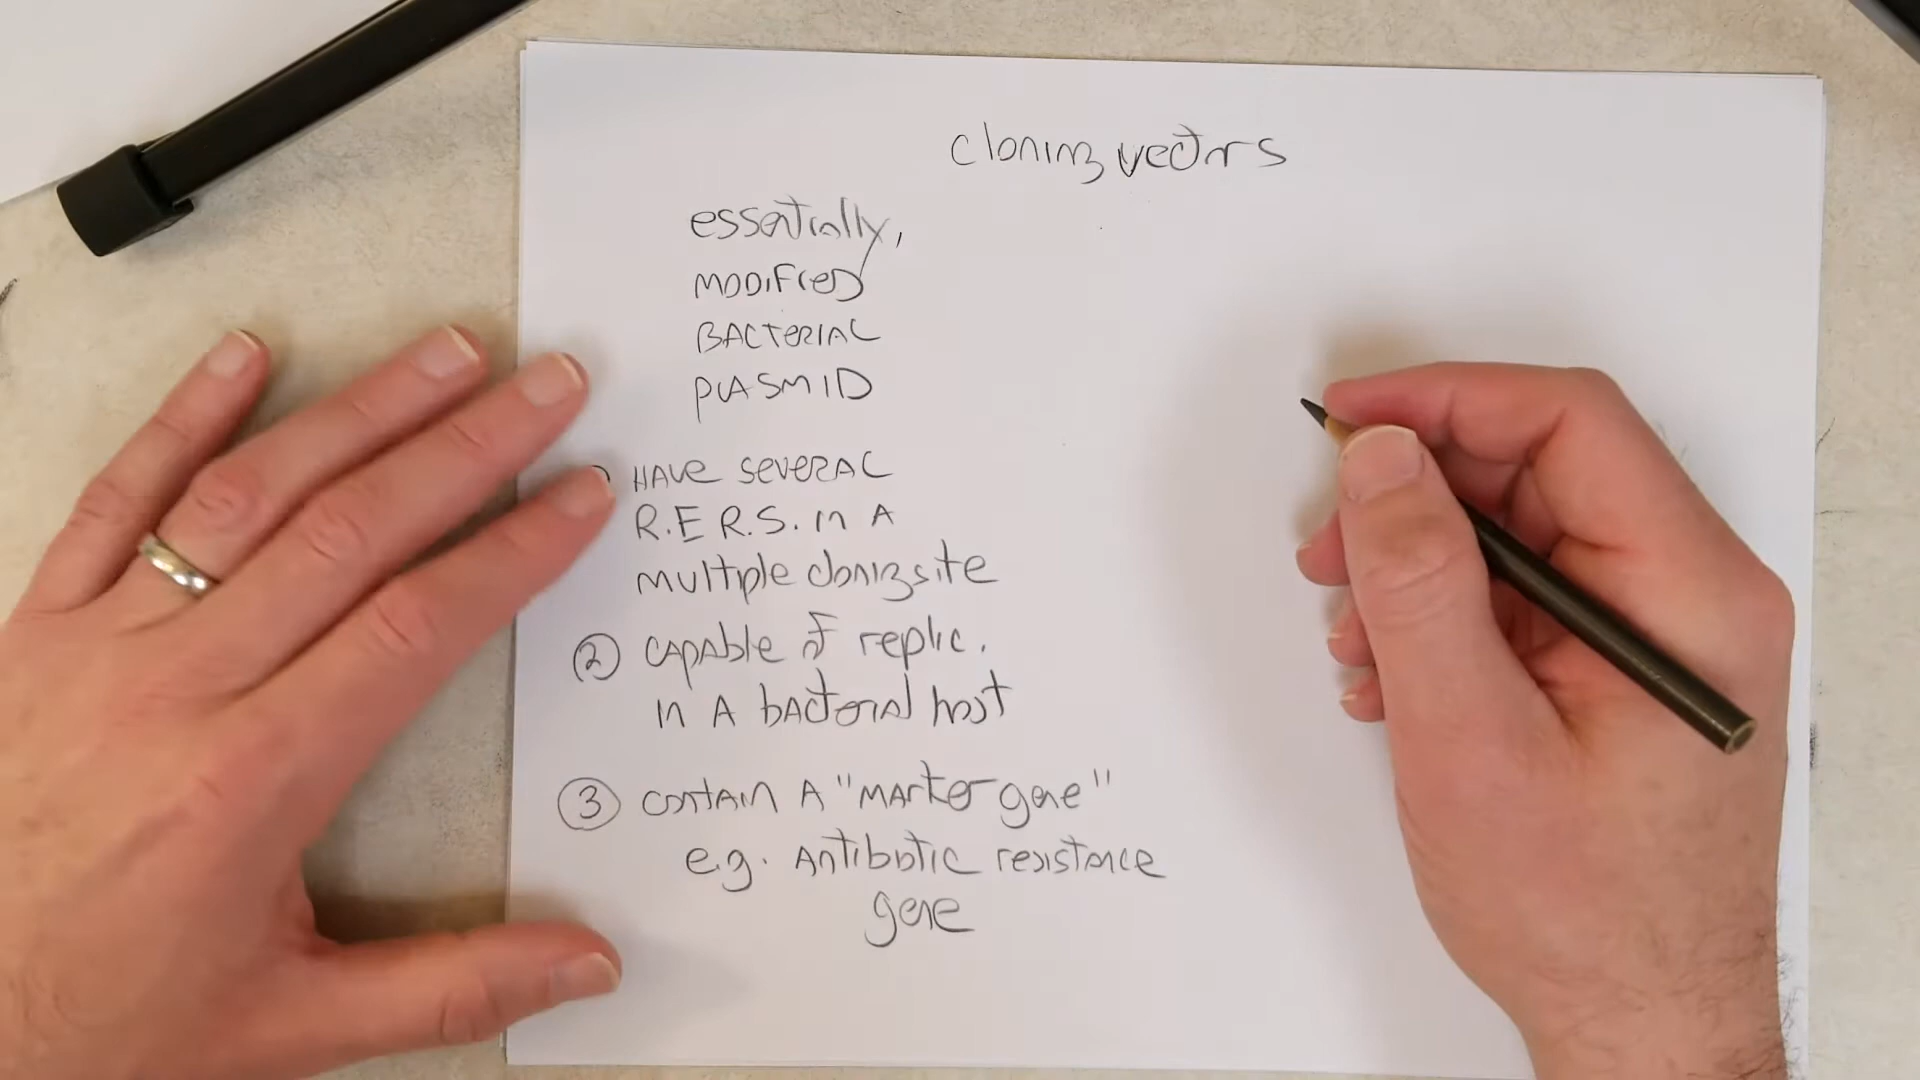 cloning vectors
essentially,
MODIFIED
BACTERIAL
PLASMID
HAVE SEVERAL
R.E R.S. IN A
multiple cloning site
② capable of replic.
in A bacterial host
③ contain A "marker gene"
e.g. Antibiotic resistance
gene